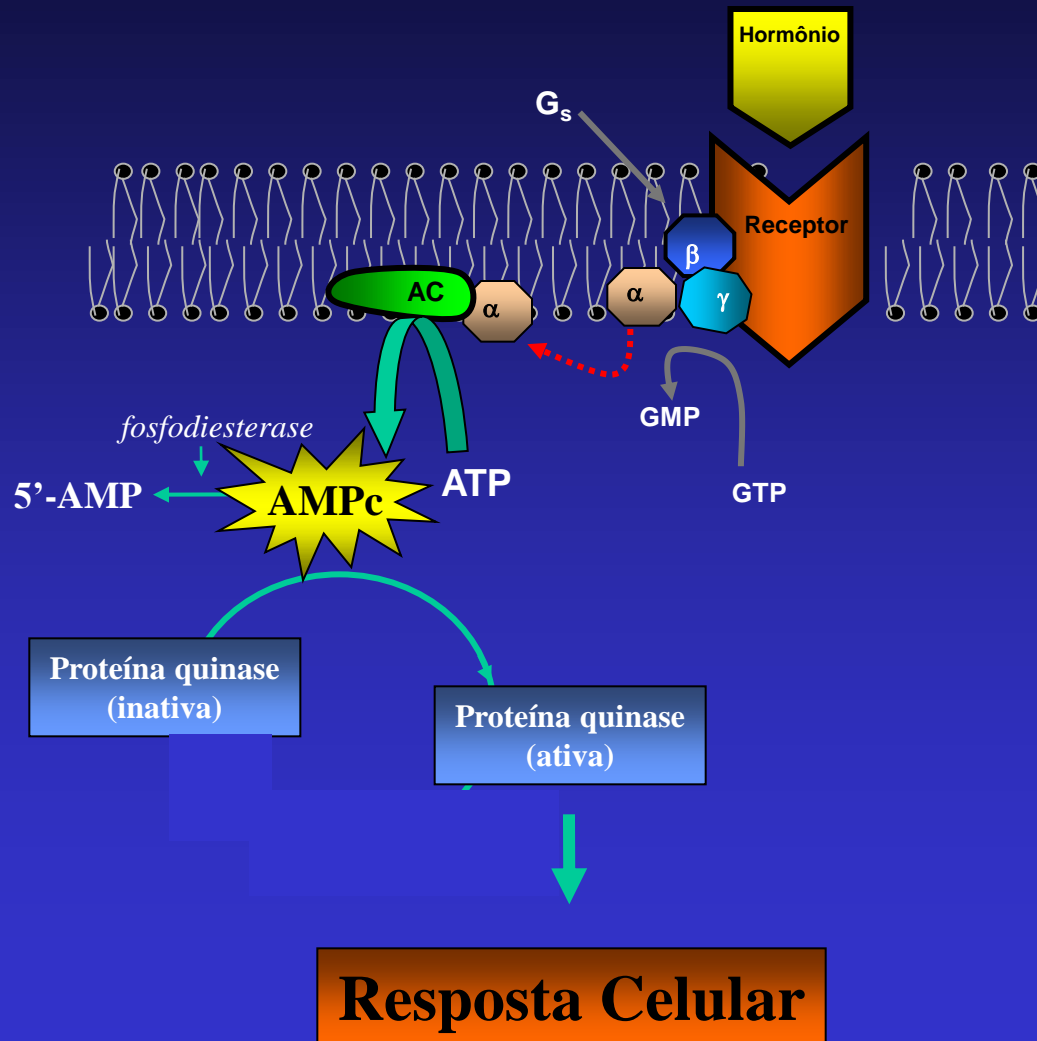 Hormônio
Gs
Receptor
β
AC
α
α
γ
GMP
fosfodiesterase
ATP
GTP
5’-AMP
AMPc
Proteína quinase
(inativa)
Proteína quinase
(ativa)
Resposta Celular